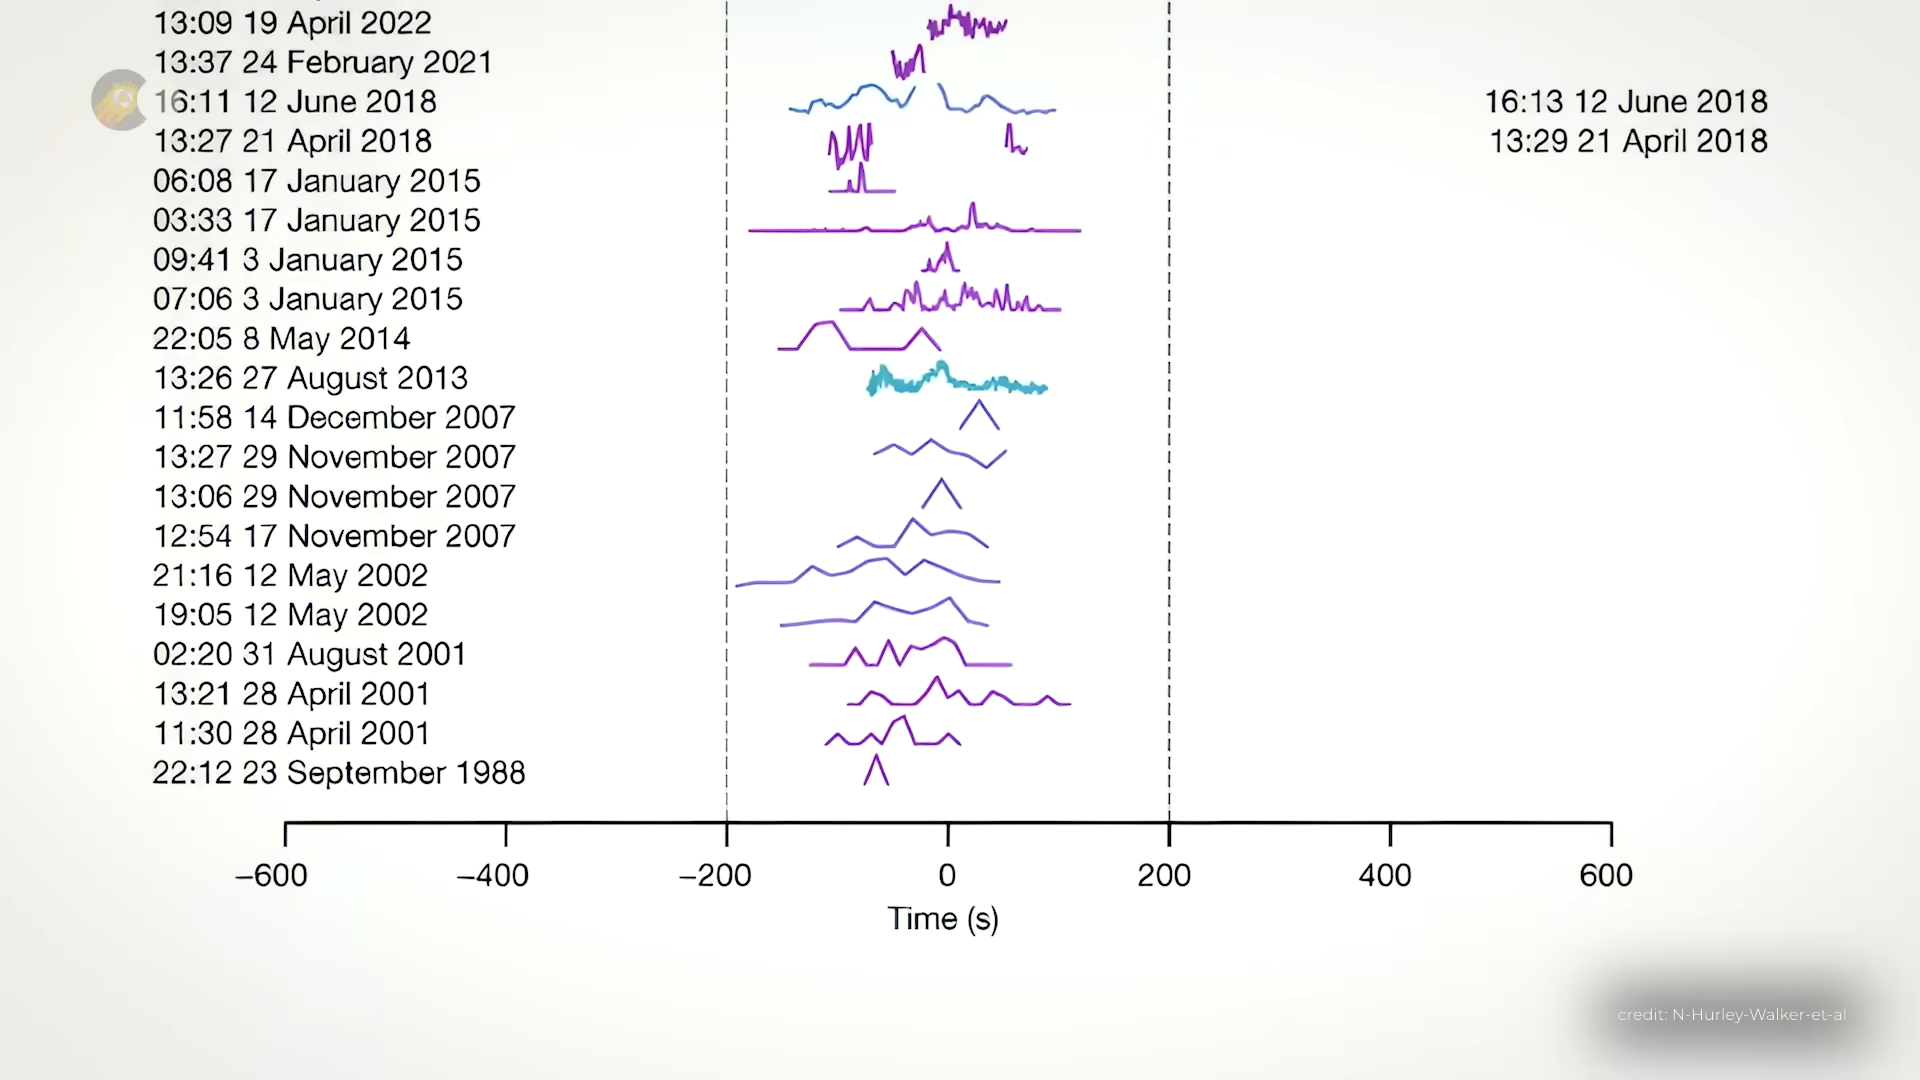 13:09 19 April 2022
13:37 24 February 2021
16:11 12 June 2018 16:13 12 June 2018
13:27 21 April 2018 13:29 21 April 2018
06:08 17 January 2015
03:33 17 January 2015
09:41 3 January 2015
07:06 3 January 2015
22:05 8 May 2014
13:26 27 August 2013
11:58 14 December 2007
13:27 29 November 2007
13:06 29 November 2007
12:54 17 November 2007
21:16 12 May 2002
19:05 12 May 2002
02:20 31 August 2001
13:21 28 April 2001
11:30 28 April 2001
22:12 23 September 1988
−600 −400 −200 0 200 400 600
Time (s)
credit: N-Hurley-Walker-et-al